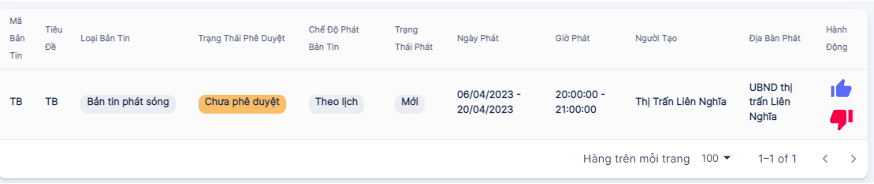 Mã Bản Tin
Tiêu Đề
Loại Bản Tin
Trạng Thái Phê Duyệt
Chế Độ Phát Bản Tin
Trạng Thái Phát
Ngày Phát
Giờ Phát
Người Tạo
Địa Bàn Phát
Hành Động
TB
TB
Bản tin phát sóng
Chưa phê duyệt
Theo lịch
Mới
06/04/2023 -
20/04/2023
20:00:00 -
21:00:00
Thị Trấn Liên Nghĩa
UBND thị
trấn Liên
Nghĩa
Hàng trên mỗi trang 100 1–1 of 1